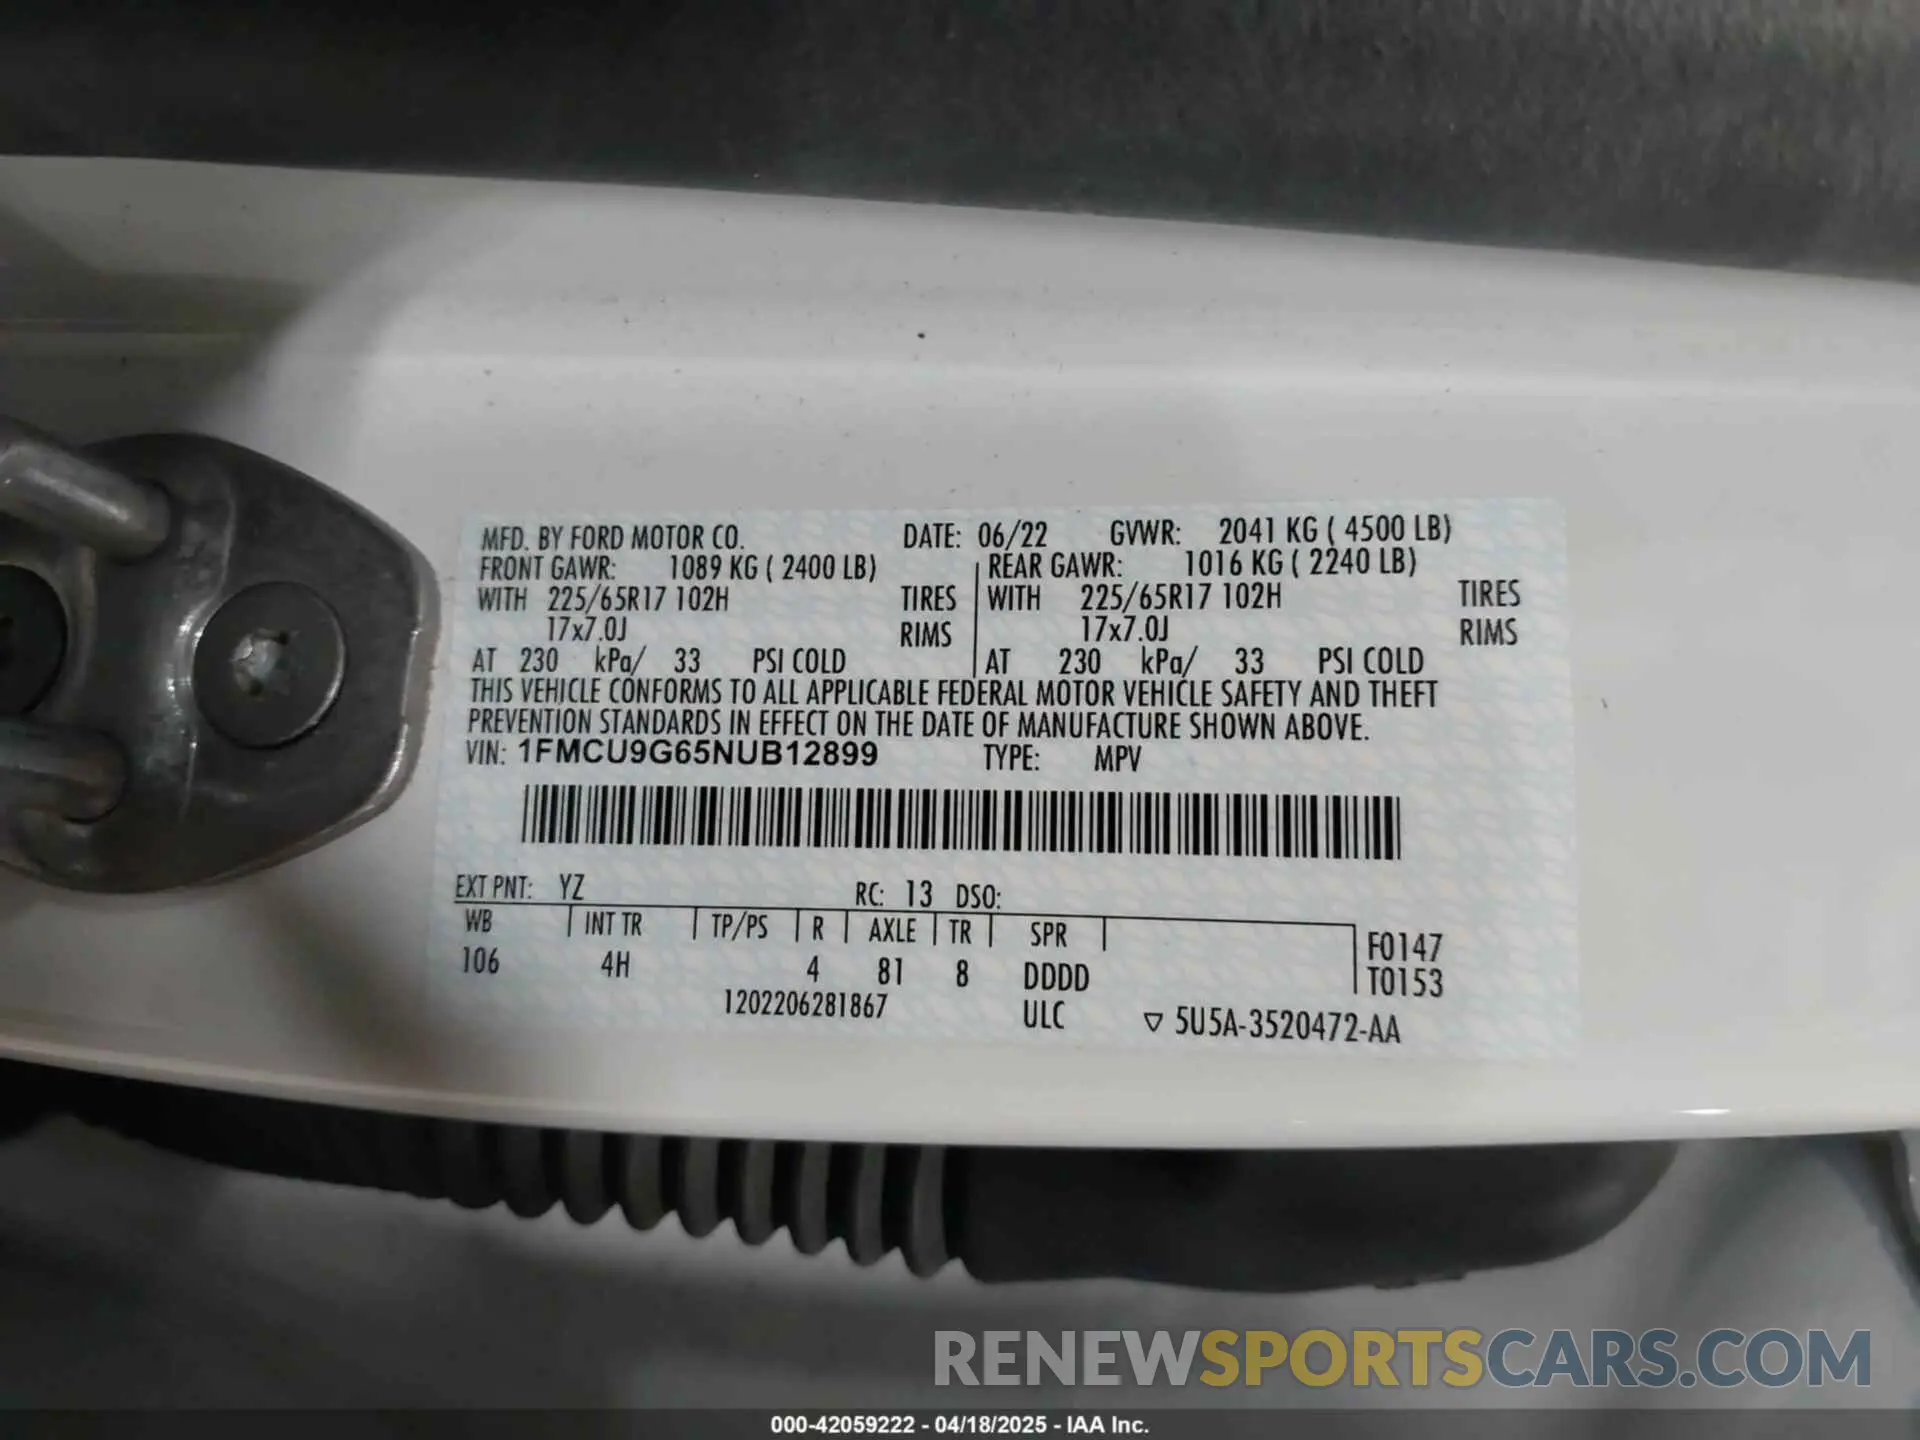 MFD. BY FORD MOTOR CO. DATE: 06/22 GVWR: 2041 KG ( 4500 LB)
FRONT GAWR: 1089 KG ( 2400 LB) REAR GAWR: 1016 KG ( 2240 LB)
WITH 225/65R17 102H TIRES WITH 225/65R17 102H TIRES
17x7.0J RIMS 17x7.0J RIMS
AT 230 kPa/ 33 PSI COLD AT 230 kPa/ 33 PSI COLD
THIS VEHICLE CONFORMS TO ALL APPLICABLE FEDERAL MOTOR VEHICLE SAFETY AND THEFT
PREVENTION STANDARDS IN EFFECT ON THE DATE OF MANUFACTURE SHOWN ABOVE.
VIN: 1FMCU9G65NUB12899 TYPE: MPV
EXT PNT: YZ RC: 13 DSO:
WB INT TR TP/PS R AXLE TR SPR F0147
106 4H 4 81 8 DDDD T0153
1202206281867 ULC ▽ 5U5A-3520472-AA
RENEWSPORTSCARS.COM
000-42059222 - 04/18/2025 - IAA Inc.